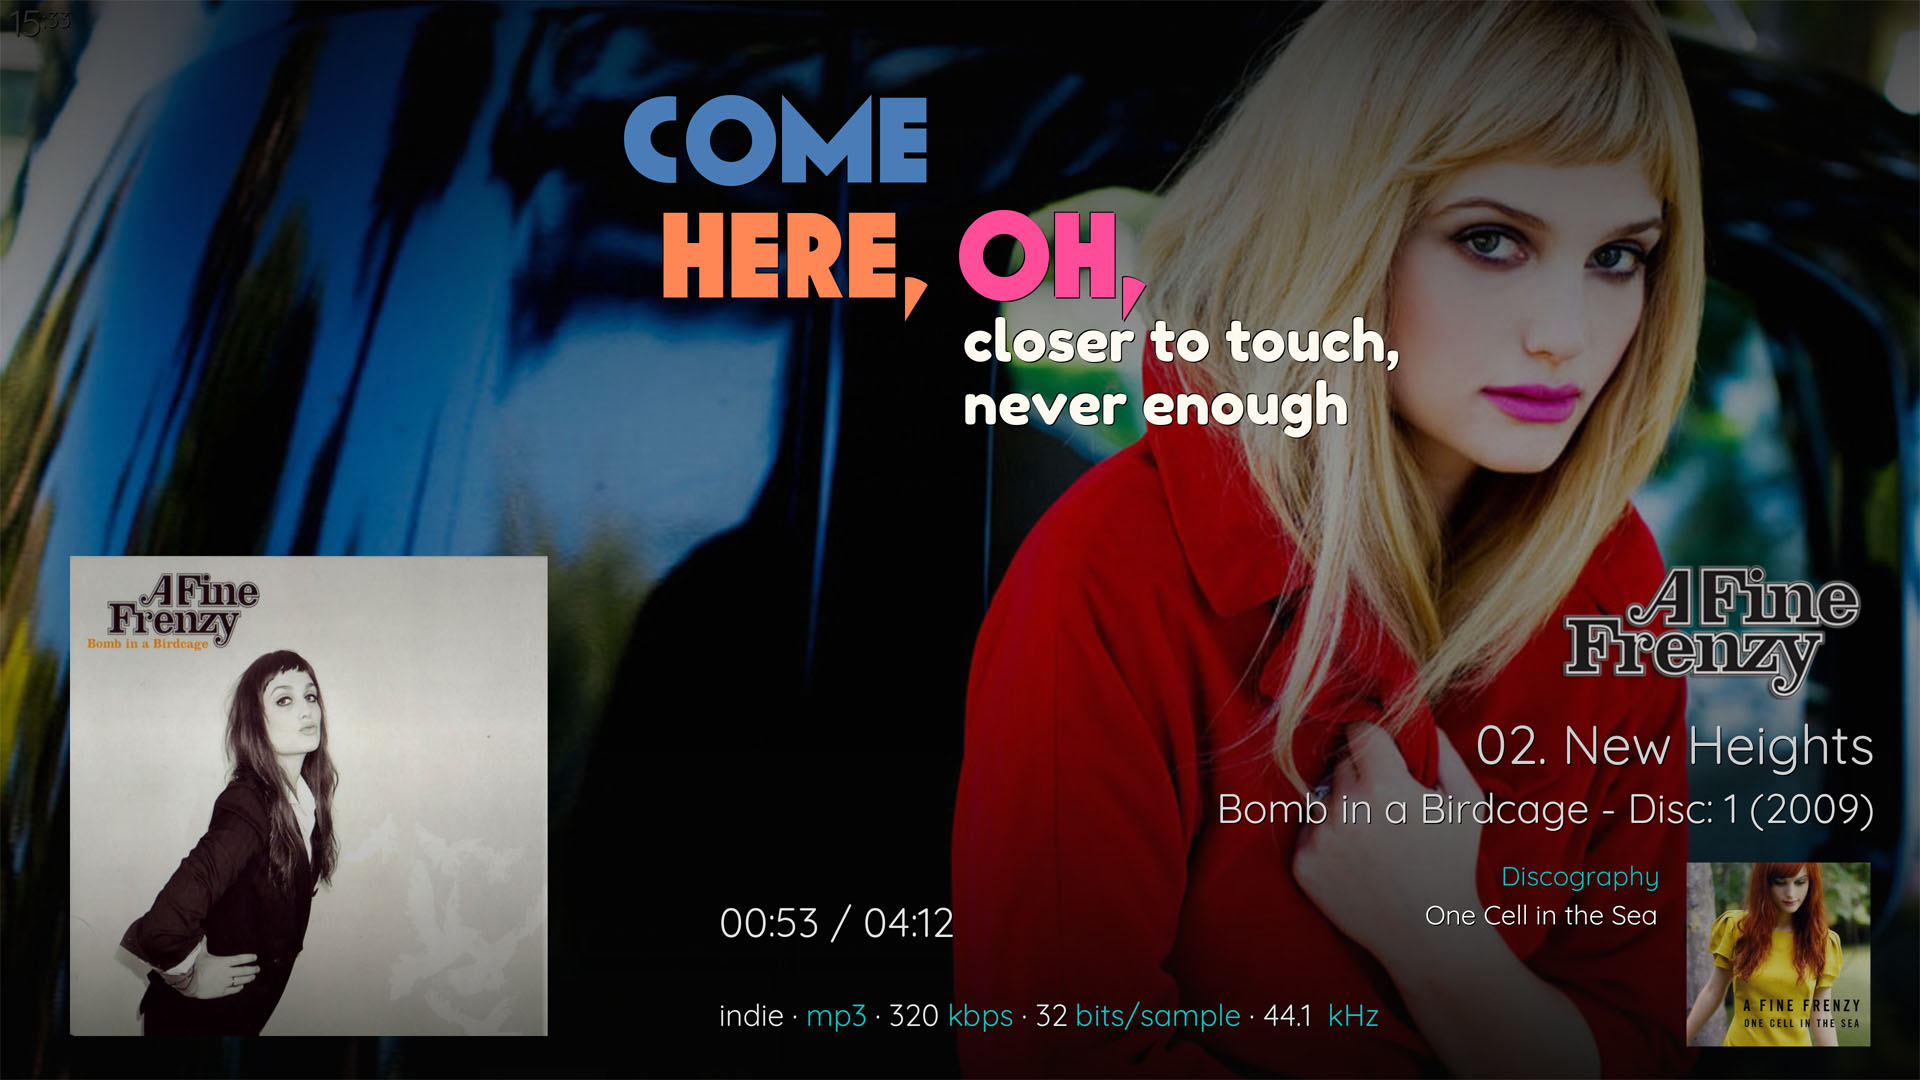 15:33
COME
HERE, OH,
closer to touch,
never enough
A Fine
Frenzy
Bomb in a Birdcage
A Fine
Frenzy
02. New Heights
Bomb in a Birdcage - Disc: 1 (2009)
Discography
One Cell in the Sea
A FINE FRENZY
ONE CELL IN THE SEA
00:53 / 04:12
indie · mp3 · 320 kbps · 32 bits/sample · 44.1 kHz